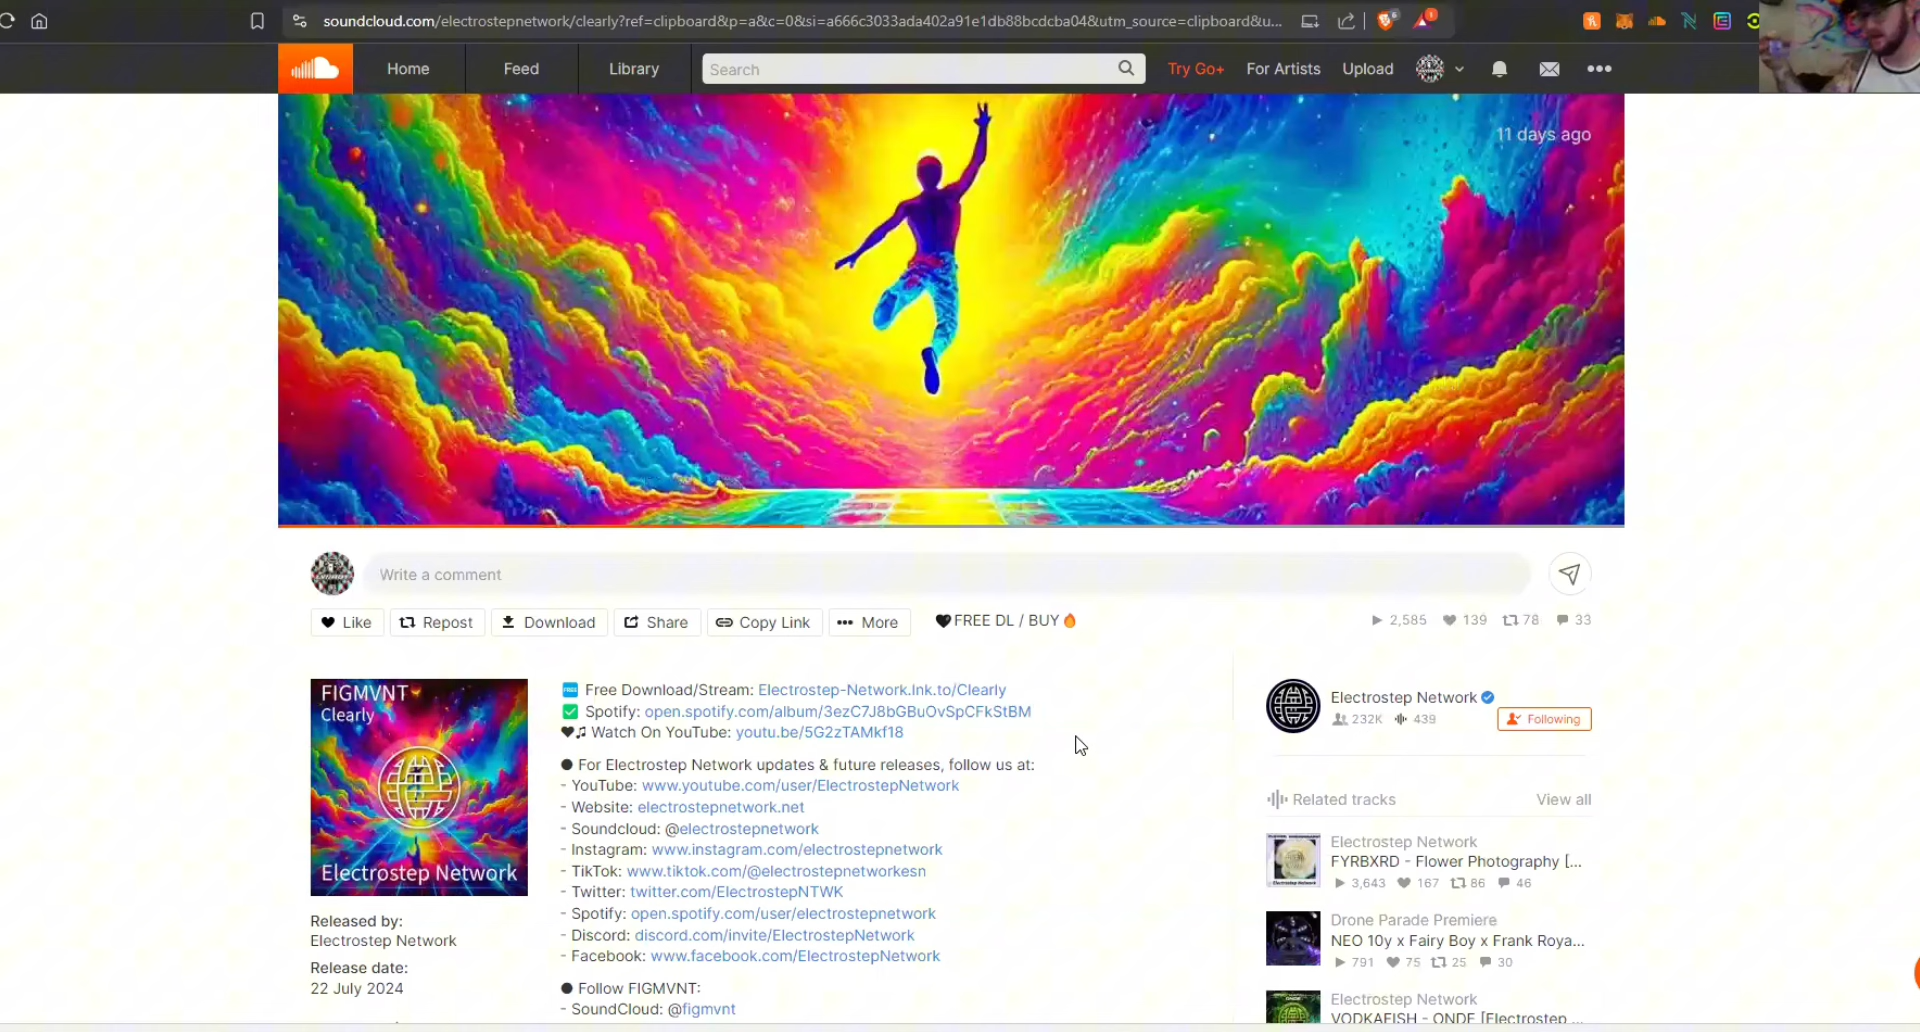 soundcloud.com/electrostepnetwork/clearly?ref=clipboard&p=a&c=0&si=a666c3033ada402a91e1db88bcdcba04&utm_source=clipboard&u...
Home
Feed
Library
Search
Try Go+
For Artists
Upload
11 days ago
Write a comment
Like
Repost
Download
Share
Copy Link
More
FREE DL / BUY
2,585
139
78
33
FIGMVNT
Clearly
Electrostep Network
Released by:
Electrostep Network
Release date:
22 July 2024
Free Download/Stream: Electrostep-Network.lnk.to/Clearly
Spotify: open.spotify.com/album/3ezC7J8bGBuOvSpCFkStBM
Watch On YouTube: youtu.be/5G2zTAMkf18
● For Electrostep Network updates & future releases, follow us at:
- YouTube: www.youtube.com/user/ElectrostepNetwork
- Website: electrostepnetwork.net
- Soundcloud: @electrostepnetwork
- Instagram: www.instagram.com/electrostepnetwork
- TikTok: www.tiktok.com/@electrostepnetworkesn
- Twitter: twitter.com/ElectrostepNTWK
- Spotify: open.spotify.com/user/electrostepnetwork
- Discord: discord.com/invite/ElectrostepNetwork
- Facebook: www.facebook.com/ElectrostepNetwork
● Follow FIGMVNT:
- SoundCloud: @figmvnt
Electrostep Network
232K
439
Following
Related tracks
View all
Electrostep Network
FYRBXRD - Flower Photography [...
3,643
167
86
46
Drone Parade Premiere
NEO 10y x Fairy Boy x Frank Roya...
791
75
25
30
Electrostep Network
VODKAFISH - ONDE [Electrostep ...